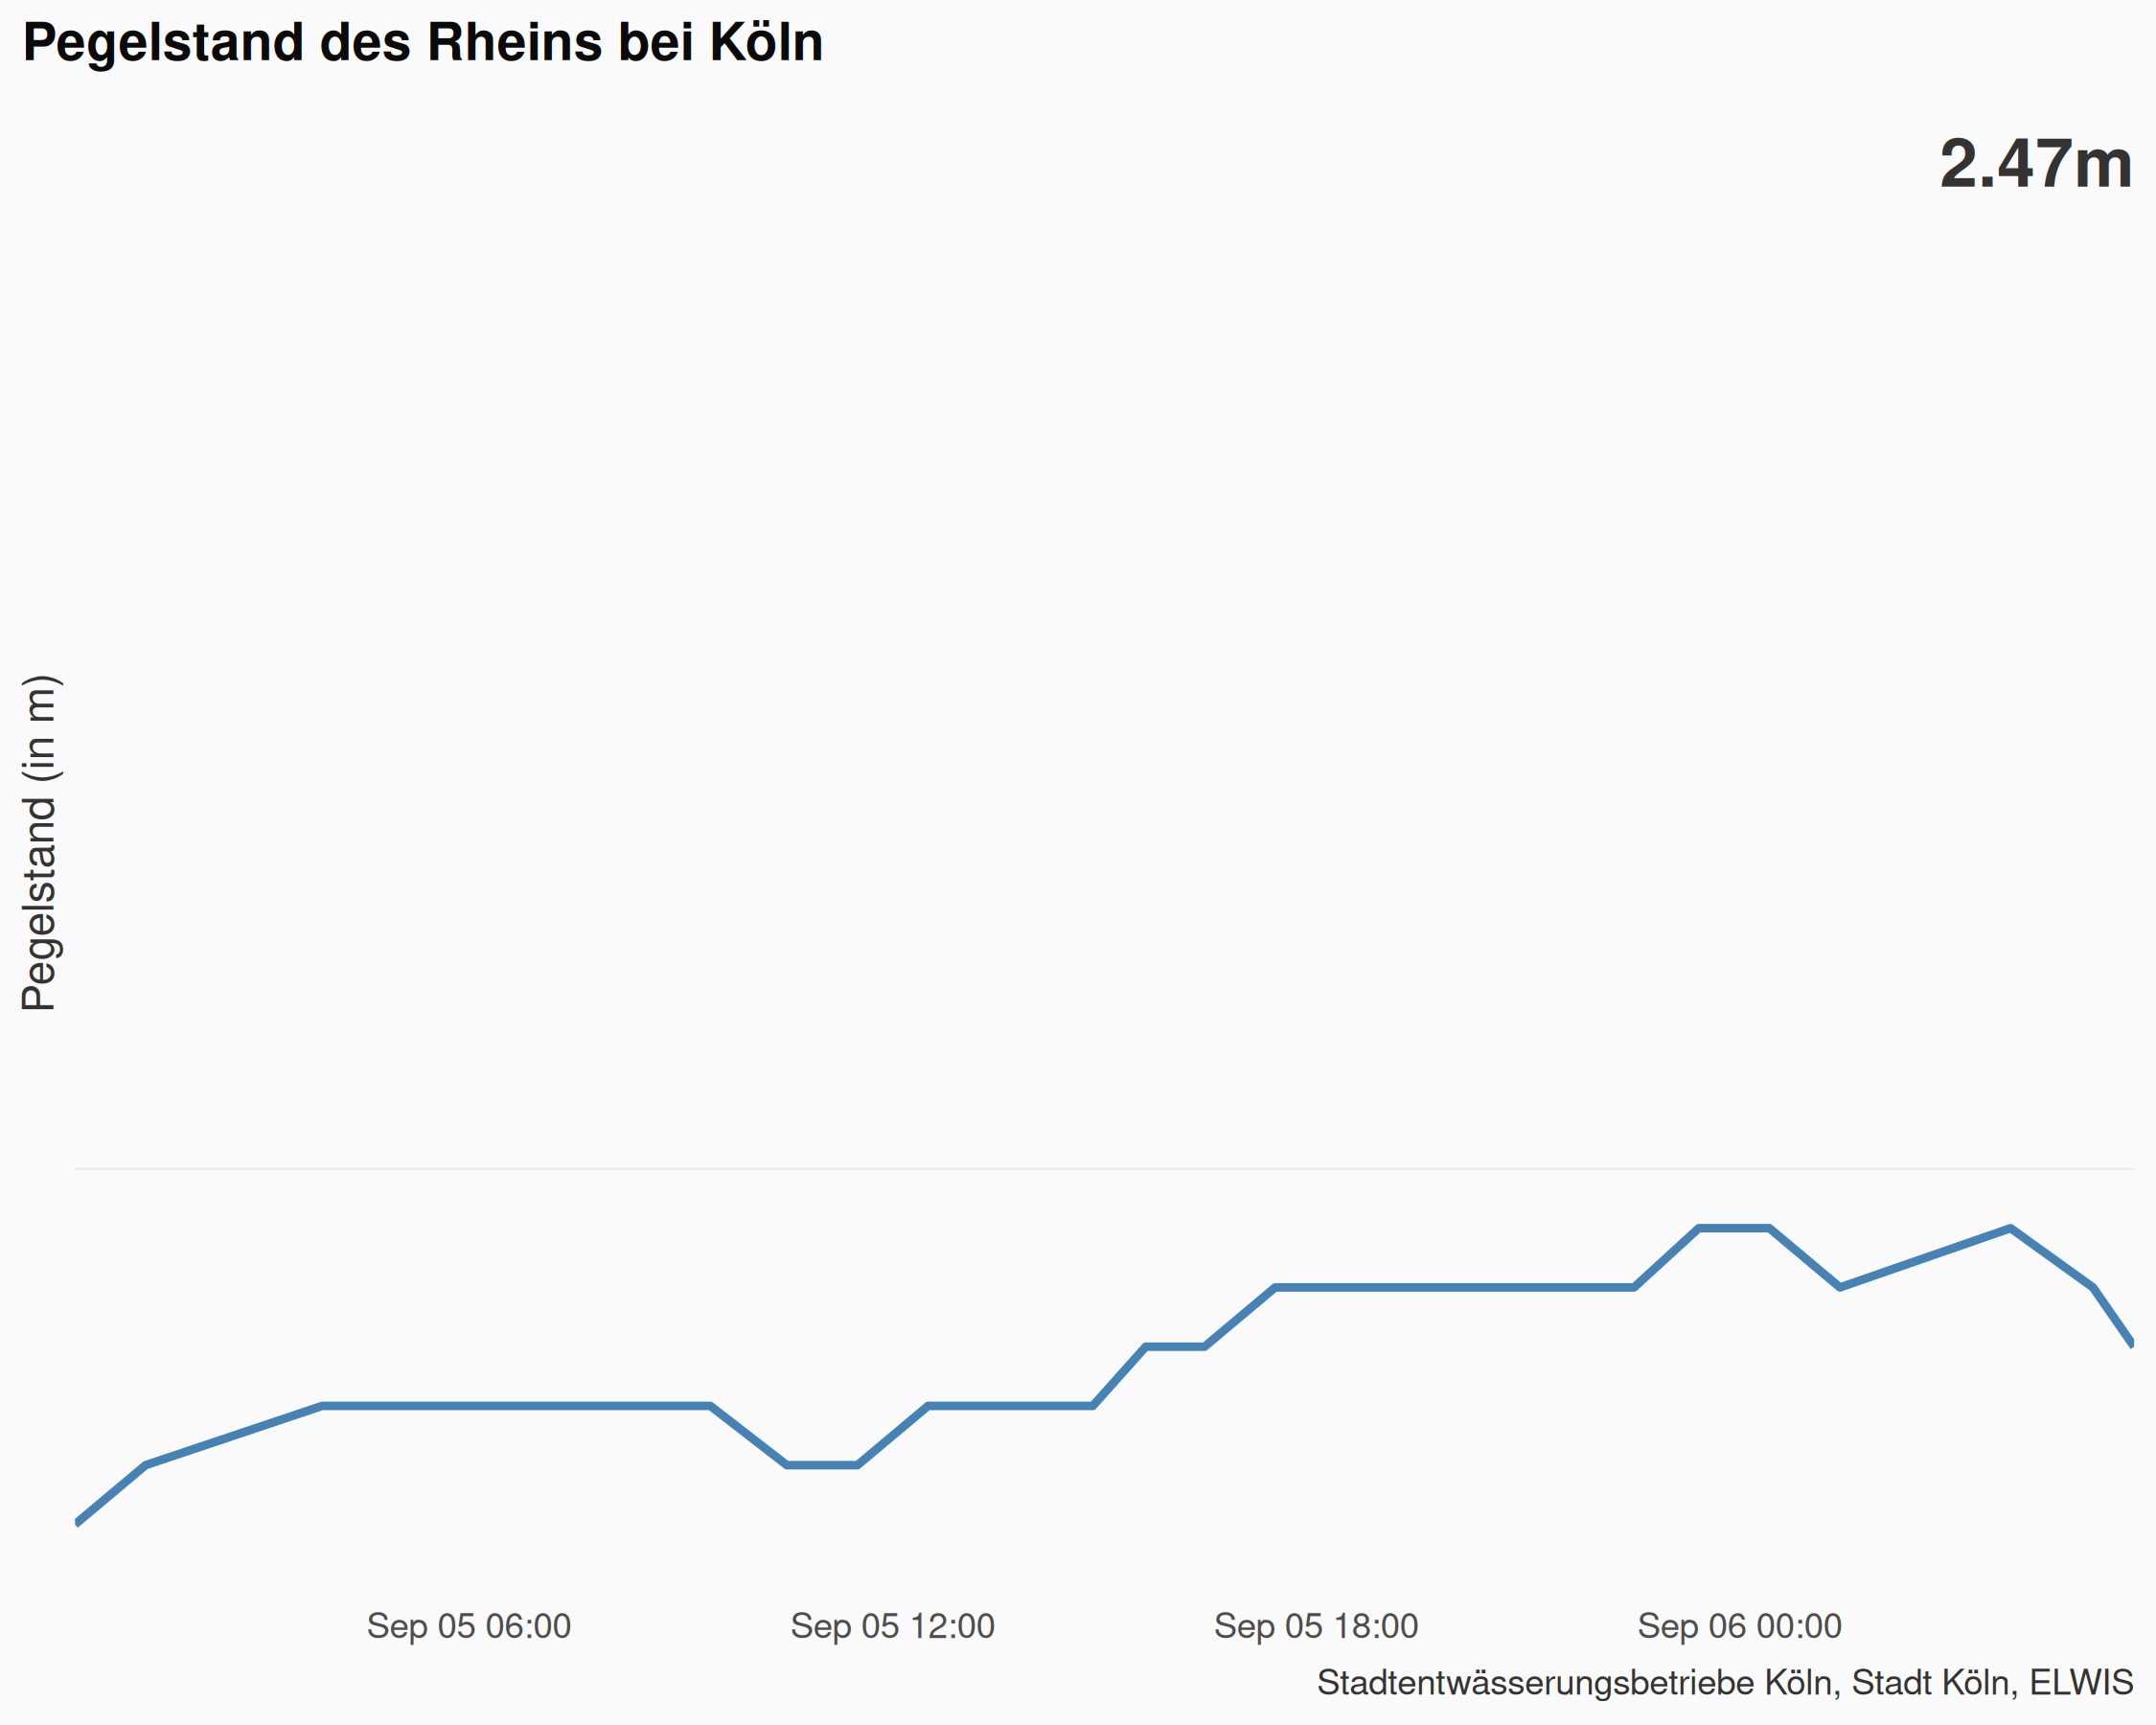 Pegelstand des Rheins bei Köln
2.47m
Pegelstand (in m)
Sep 05 06:00
Sep 05 12:00
Sep 05 18:00
Sep 06 00:00
Stadtentwässerungsbetriebe Köln, Stadt Köln, ELWIS